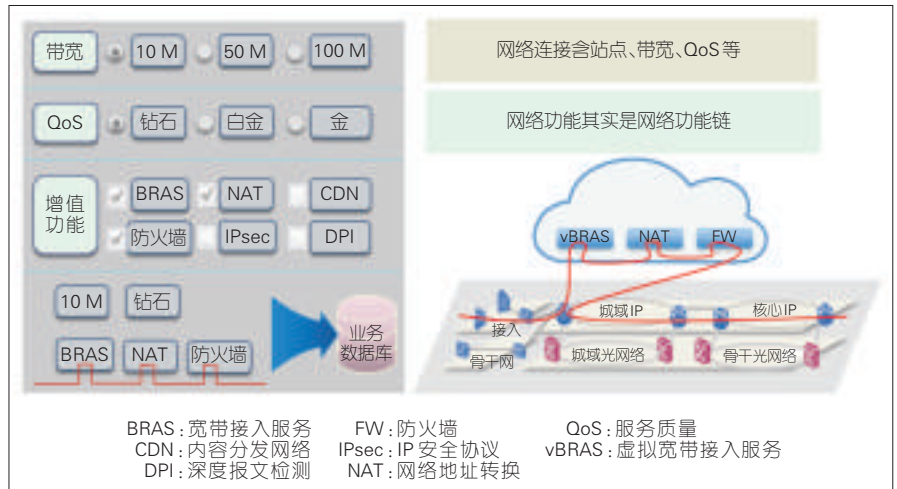 带宽 10 M 50 M 100 M
QoS 钻石 白金 金
增值
功能
BRAS NAT CDN
防火墙 IPsec DPI
10 M 钻石
BRAS NAT 防火墙
业务
数据库
网络连接含站点、带宽、QoS等
网络功能其实是网络功能链
vBRAS NAT FW
接入 城域IP 核心IP
骨干网 城域光网络 骨干光网络
BRAS：宽带接入服务 FW：防火墙 QoS：服务质量
CDN：内容分发网络 IPsec：IP安全协议 vBRAS：虚拟宽带接入服务
DPI：深度报文检测 NAT：网络地址转换